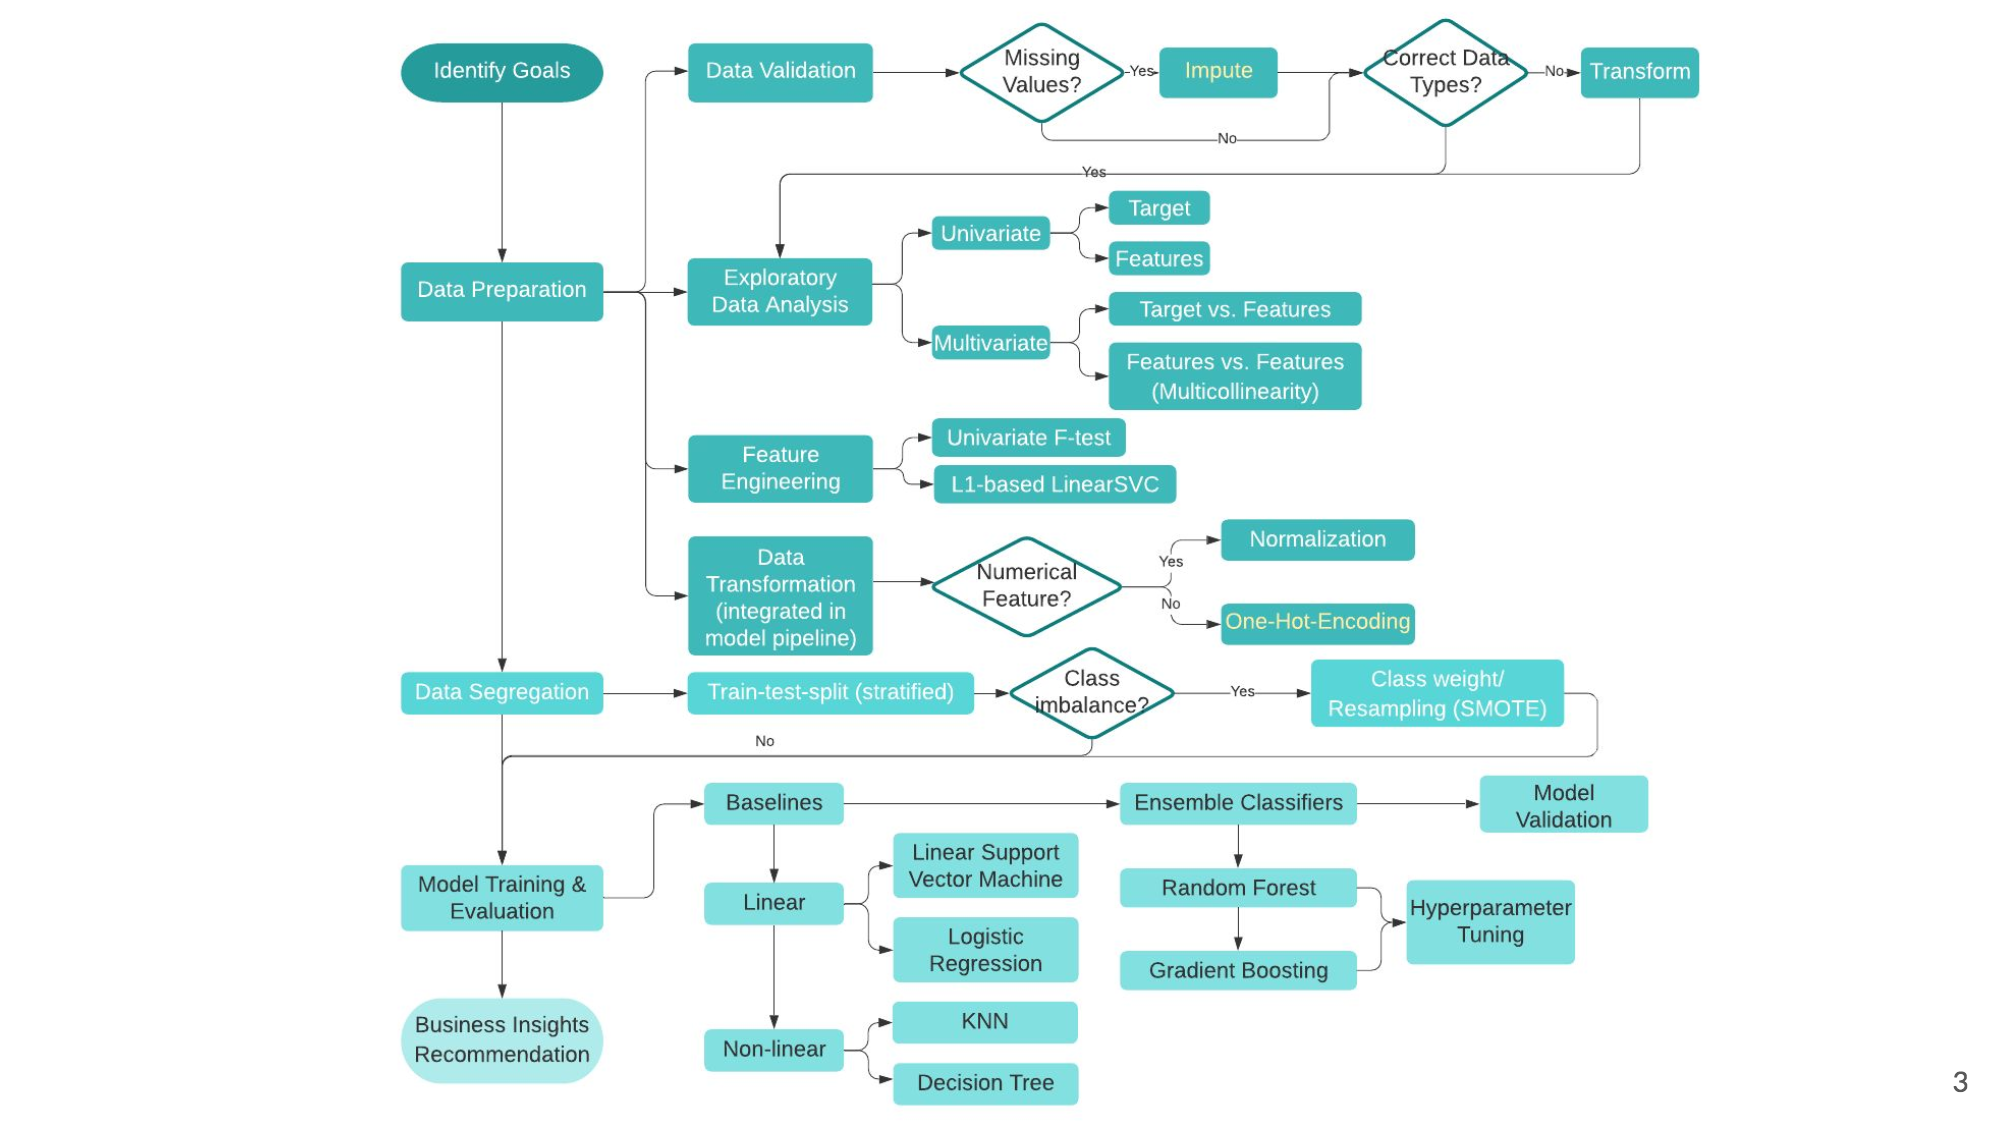 Identify Goals
Data Validation
Missing
Values?
Yes
Impute
Correct Data
Types?
No
Transform
No
Yes
Data Preparation
Exploratory
Data Analysis
Univariate
Target
Features
Multivariate
Target vs. Features
Features vs. Features
(Multicollinearity)
Feature
Engineering
Univariate F-test
L1-based LinearSVC
Data
Transformation
(integrated in
model pipeline)
Numerical
Feature?
Yes
Normalization
No
One-Hot-Encoding
Data Segregation
Train-test-split (stratified)
Class
imbalance?
Yes
Class weight/
Resampling (SMOTE)
No
Model Training &
Evaluation
Baselines
Ensemble Classifiers
Model
Validation
Linear
Linear Support
Vector Machine
Logistic
Regression
Random Forest
Gradient Boosting
Hyperparameter
Tuning
Non-linear
KNN
Decision Tree
Business Insights
Recommendation
3